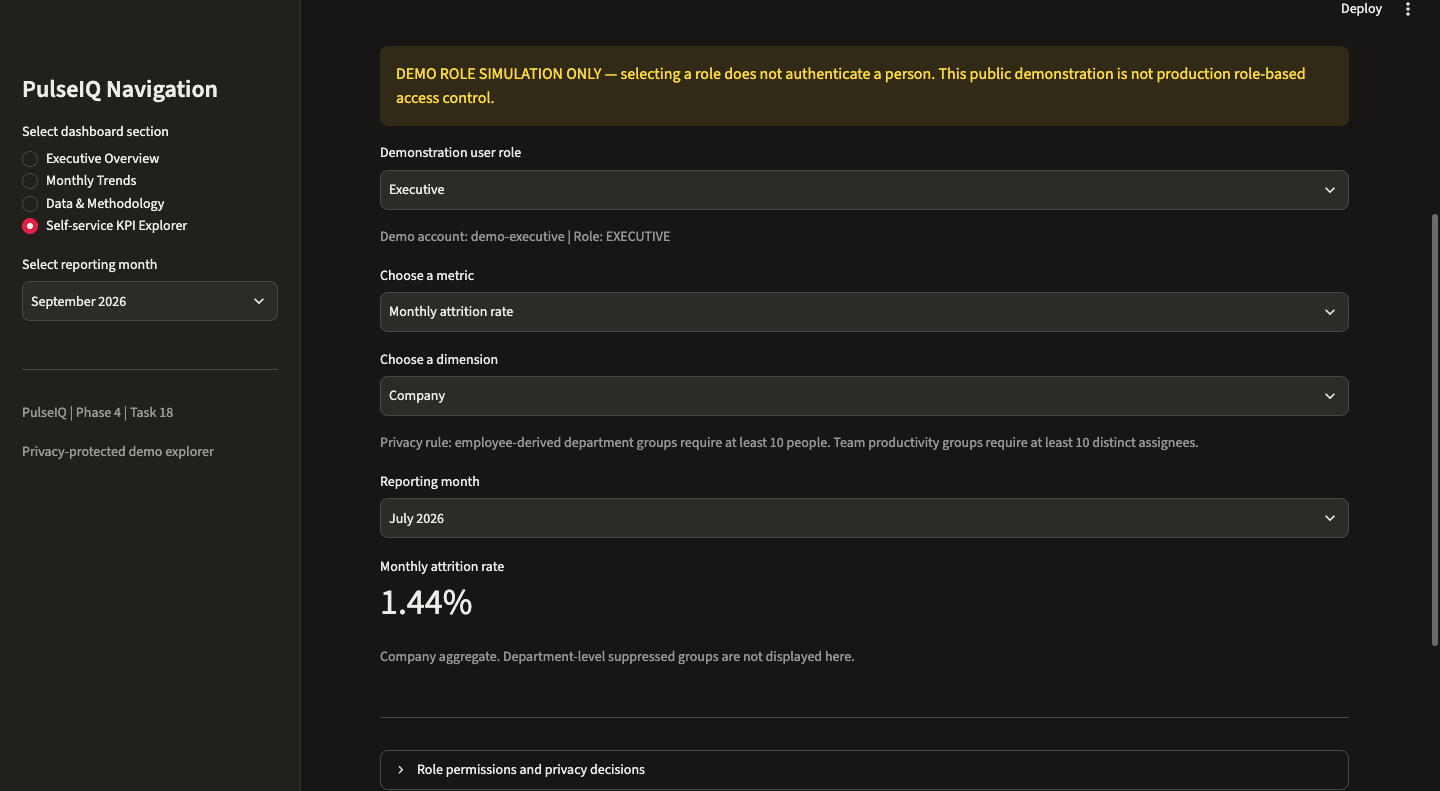 Deploy
PulseIQ Navigation
Select dashboard section
Executive Overview
Monthly Trends
Data & Methodology
Self-service KPI Explorer
Select reporting month
September 2026
PulseIQ | Phase 4 | Task 18
Privacy-protected demo explorer
DEMO ROLE SIMULATION ONLY — selecting a role does not authenticate a person. This public demonstration is not production role-based
access control.
Demonstration user role
Executive
Demo account: demo-executive | Role: EXECUTIVE
Choose a metric
Monthly attrition rate
Choose a dimension
Company
Privacy rule: employee-derived department groups require at least 10 people. Team productivity groups require at least 10 distinct assignees.
Reporting month
July 2026
Monthly attrition rate
1.44%
Company aggregate. Department-level suppressed groups are not displayed here.
Role permissions and privacy decisions